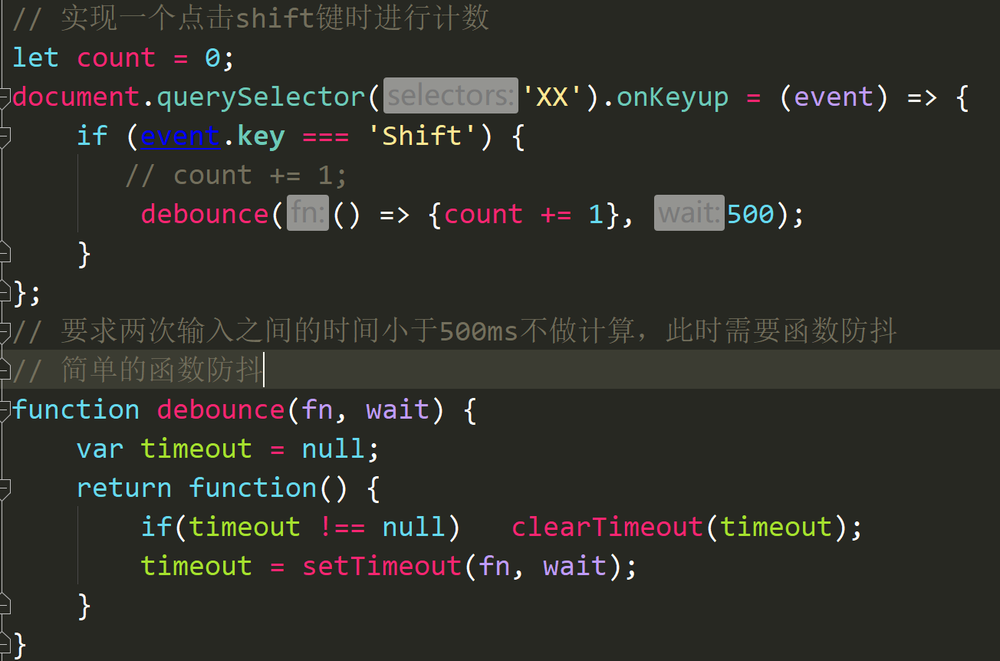 // 实现一个点击shift键时进行计数
let count = 0;
document.querySelector(selectors:'XX').onKeyup = (event) => {
    if (event.key === 'Shift') {
       // count += 1;
        debounce(fn:() => {count += 1}, wait:500);
    }
};
// 要求两次输入之间的时间小于500ms不做计算，此时需要函数防抖
// 简单的函数防抖
function debounce(fn, wait) {
    var timeout = null;
    return function() {
        if(timeout !== null)   clearTimeout(timeout);
        timeout = setTimeout(fn, wait);
    }
}